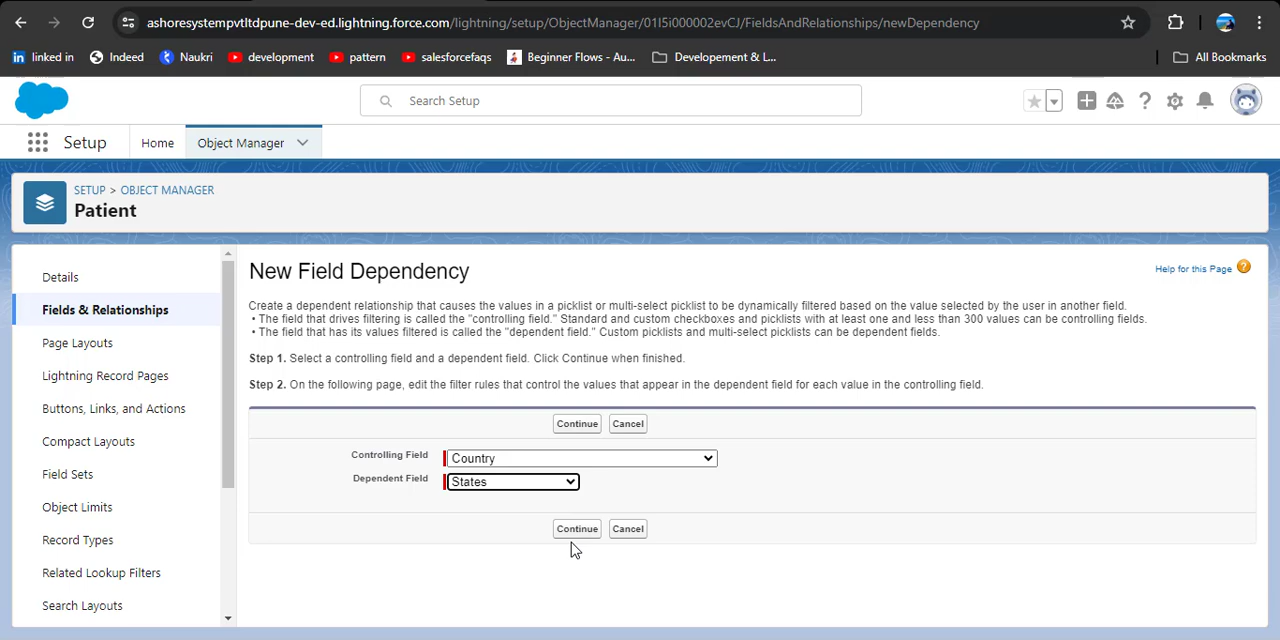 ashoresystempvtltdpune-dev-ed.lightning.force.com/lightning/setup/ObjectManager/01I5i000002evCJ/FieldsAndRelationships/newDependency
linked in Indeed Naukri development pattern salesforcefaqs Beginner Flows - Au... Developement & L... All Bookmarks
Search Setup
Setup Home Object Manager
SETUP > OBJECT MANAGER
Patient
Details
Fields & Relationships
Page Layouts
Lightning Record Pages
Buttons, Links, and Actions
Compact Layouts
Field Sets
Object Limits
Record Types
Related Lookup Filters
Search Layouts
New Field Dependency
Help for this Page ?
Create a dependent relationship that causes the values in a picklist or multi-select picklist to be dynamically filtered based on the value selected by the user in another field.
• The field that drives filtering is called the "controlling field." Standard and custom checkboxes and picklists with at least one and less than 300 values can be controlling fields.
• The field that has its values filtered is called the "dependent field." Custom picklists and multi-select picklists can be dependent fields.
Step 1. Select a controlling field and a dependent field. Click Continue when finished.
Step 2. On the following page, edit the filter rules that control the values that appear in the dependent field for each value in the controlling field.
Continue Cancel
Controlling Field Country
Dependent Field States
Continue Cancel